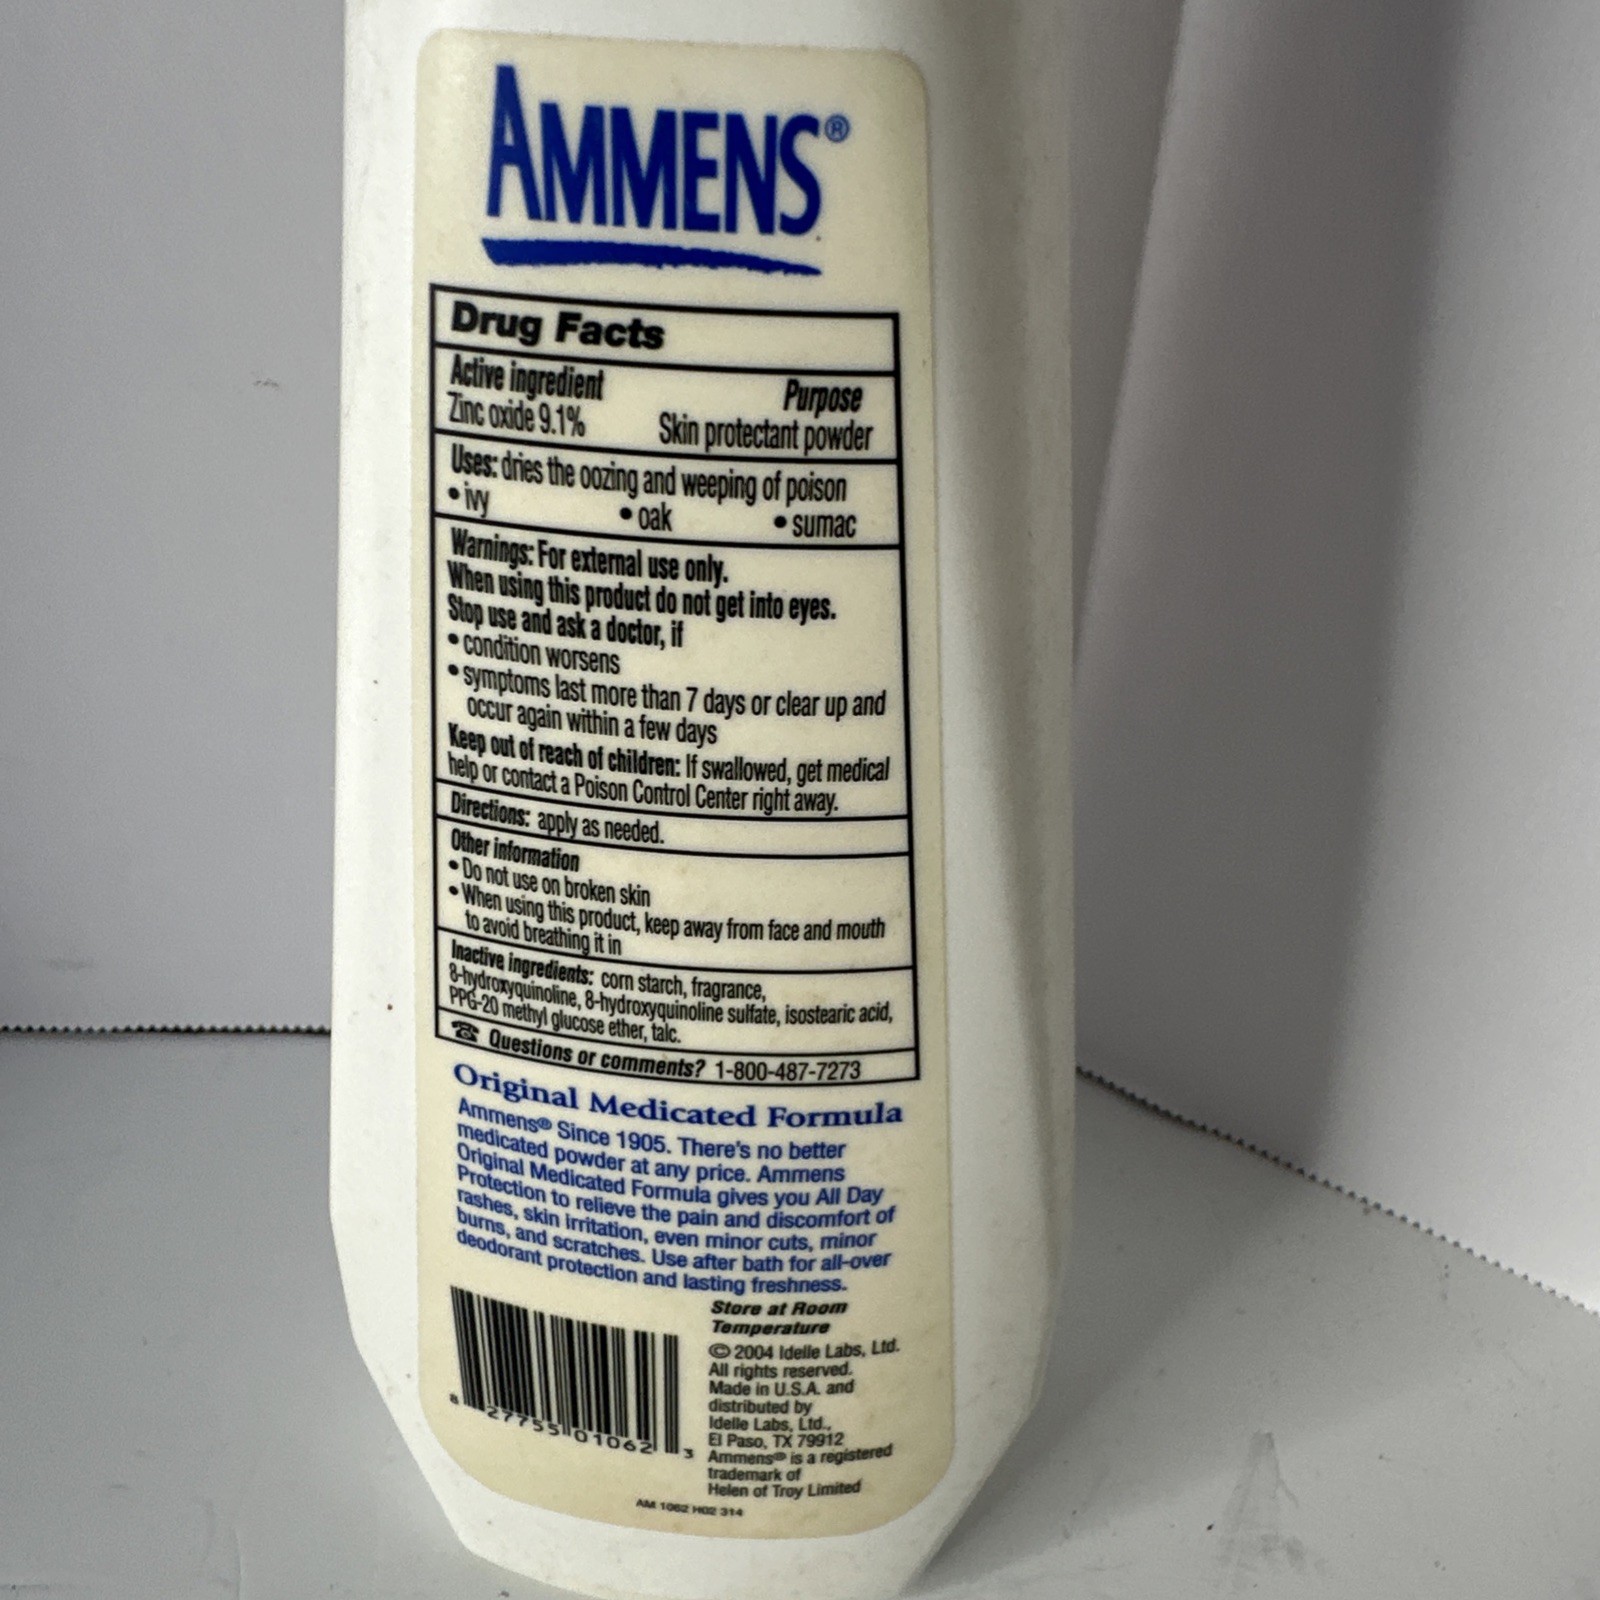 AMMENS®
Drug Facts
Active ingredient Purpose
Zinc oxide 9.1% Skin protectant powder
Uses: dries the oozing and weeping of poison
• ivy • oak • sumac
Warnings: For external use only.
When using this product do not get into eyes.
Stop use and ask a doctor, if
• condition worsens
• symptoms last more than 7 days or clear up and
occur again within a few days
Keep out of reach of children: If swallowed, get medical
help or contact a Poison Control Center right away.
Directions: apply as needed.
Other information
• Do not use on broken skin
• When using this product, keep away from face and mouth
to avoid breathing it in
Inactive ingredients: corn starch, fragrance,
8-hydroxyquinoline, 8-hydroxyquinoline sulfate, isostearic acid,
PPG-20 methyl glucose ether, talc.
☎ Questions or comments? 1-800-487-7273
Original Medicated Formula
Ammens® Since 1905. There's no better
medicated powder at any price. Ammens
Original Medicated Formula gives you All Day
Protection to relieve the pain and discomfort of
rashes, skin irritation, even minor cuts, minor
burns, and scratches. Use after bath for all-over
deodorant protection and lasting freshness.
Store at Room
Temperature
© 2004 Idelle Labs, Ltd.
All rights reserved.
Made in U.S.A. and
distributed by
Idelle Labs, Ltd.,
El Paso, TX 79912
Ammens® is a registered
trademark of
Helen of Troy Limited
8 27755 01062 3
AM 1062 H02 314